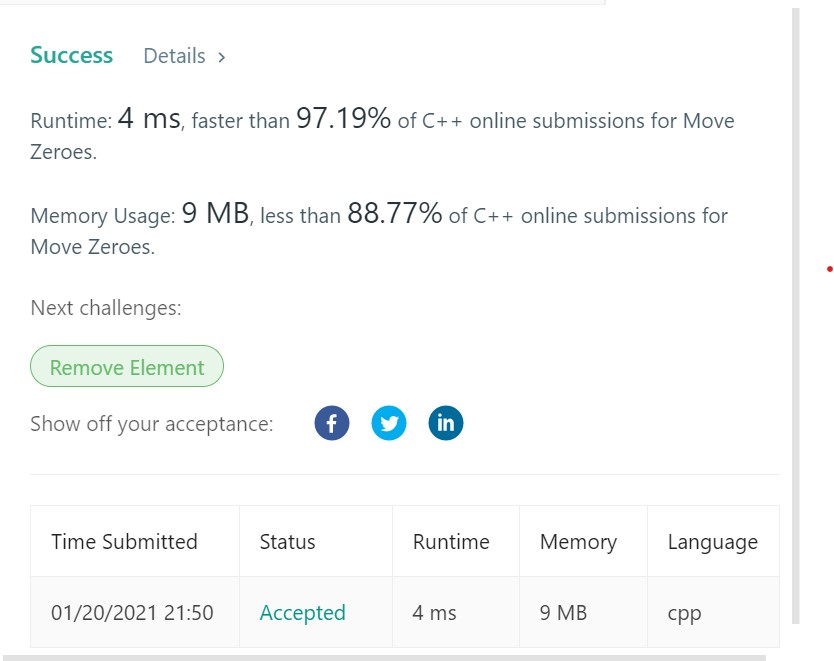 Success Details >
Runtime: 4 ms, faster than 97.19% of C++ online submissions for Move
Zeroes.
Memory Usage: 9 MB, less than 88.77% of C++ online submissions for
Move Zeroes.
Next challenges:
Remove Element
Show off your acceptance: f in
Time Submitted Status Runtime Memory Language
01/20/2021 21:50 Accepted 4 ms 9 MB cpp